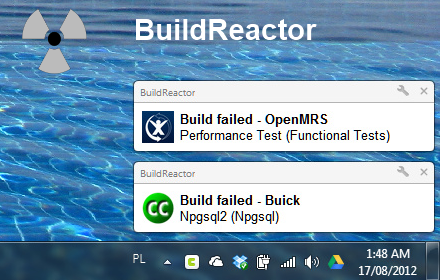 BuildReactor
BuildReactor
Build failed - OpenMRS
Performance Test (Functional Tests)
BuildReactor
CC
Build failed - Buick
Npgsql2 (Npgsql)
PL
1:48 AM
17/08/2012